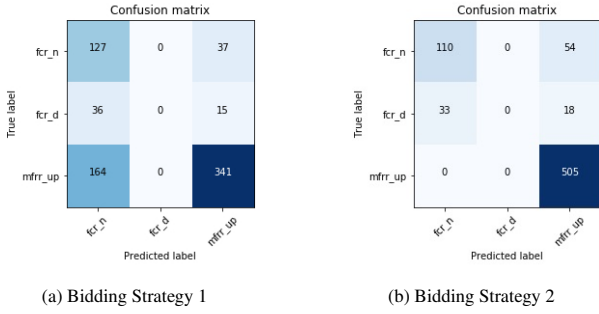 Confusion matrix
fcr_n 127 0 37
fcr_d 36 0 15
mfrr_up 164 0 341
True label
fcr_n fcr_d mfrr_up
Predicted label
(a) Bidding Strategy 1
Confusion matrix
fcr_n 110 0 54
fcr_d 33 0 18
mfrr_up 0 0 505
True label
fcr_n fcr_d mfrr_up
Predicted label
(b) Bidding Strategy 2